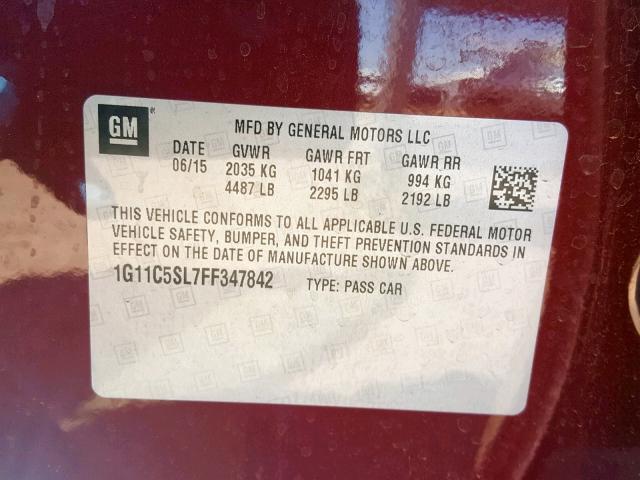 GM
MFD BY GENERAL MOTORS LLC
DATE GVWR GAWR FRT GAWR RR
06/15 2035 KG 1041 KG 994 KG
4487 LB 2295 LB 2192 LB
THIS VEHICLE CONFORMS TO ALL APPLICABLE U.S. FEDERAL MOTOR
VEHICLE SAFETY, BUMPER, AND THEFT PREVENTION STANDARDS IN
EFFECT ON THE DATE OF MANUFACTURE SHOWN ABOVE.
1G11C5SL7FF347842 TYPE: PASS CAR